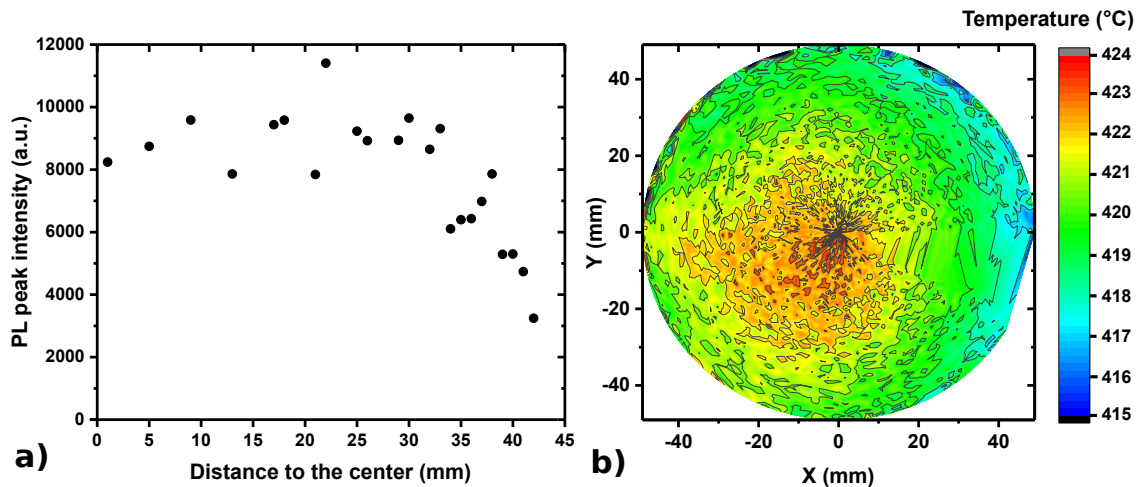 Temperature (°C)
12000
10000
8000
6000
4000
2000
0
PL peak intensity (a.u.)
0 5 10 15 20 25 30 35 40 45
Distance to the center (mm)
a)
40
20
0
-20
-40
Y (mm)
-40 -20 0 20 40
X (mm)
b)
424
423
422
421
420
419
418
417
416
415